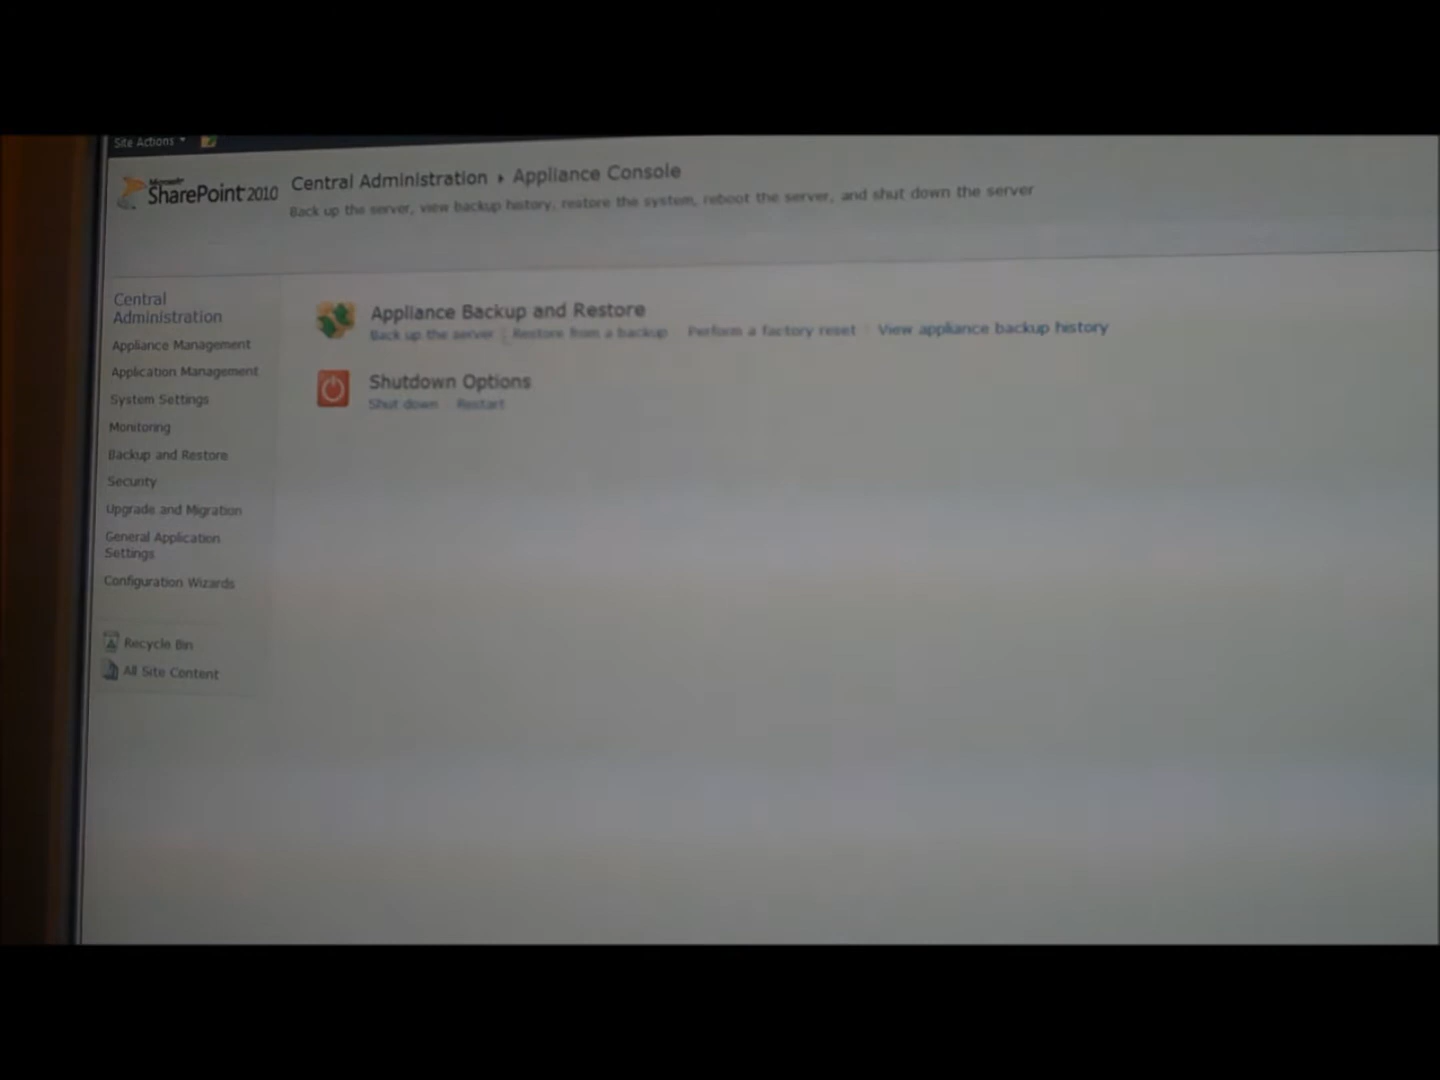 Site Actions
Microsoft
SharePoint 2010
Central Administration ▸ Appliance Console
Back up the server, view backup history, restore the system, reboot the server, and shut down the server
Central
Administration
Appliance Management
Application Management
System Settings
Monitoring
Backup and Restore
Security
Upgrade and Migration
General Application
Settings
Configuration Wizards
Recycle Bin
All Site Content
Appliance Backup and Restore
Back up the server | Restore from a backup | Perform a factory reset | View appliance backup history
Shutdown Options
Shut down | Restart